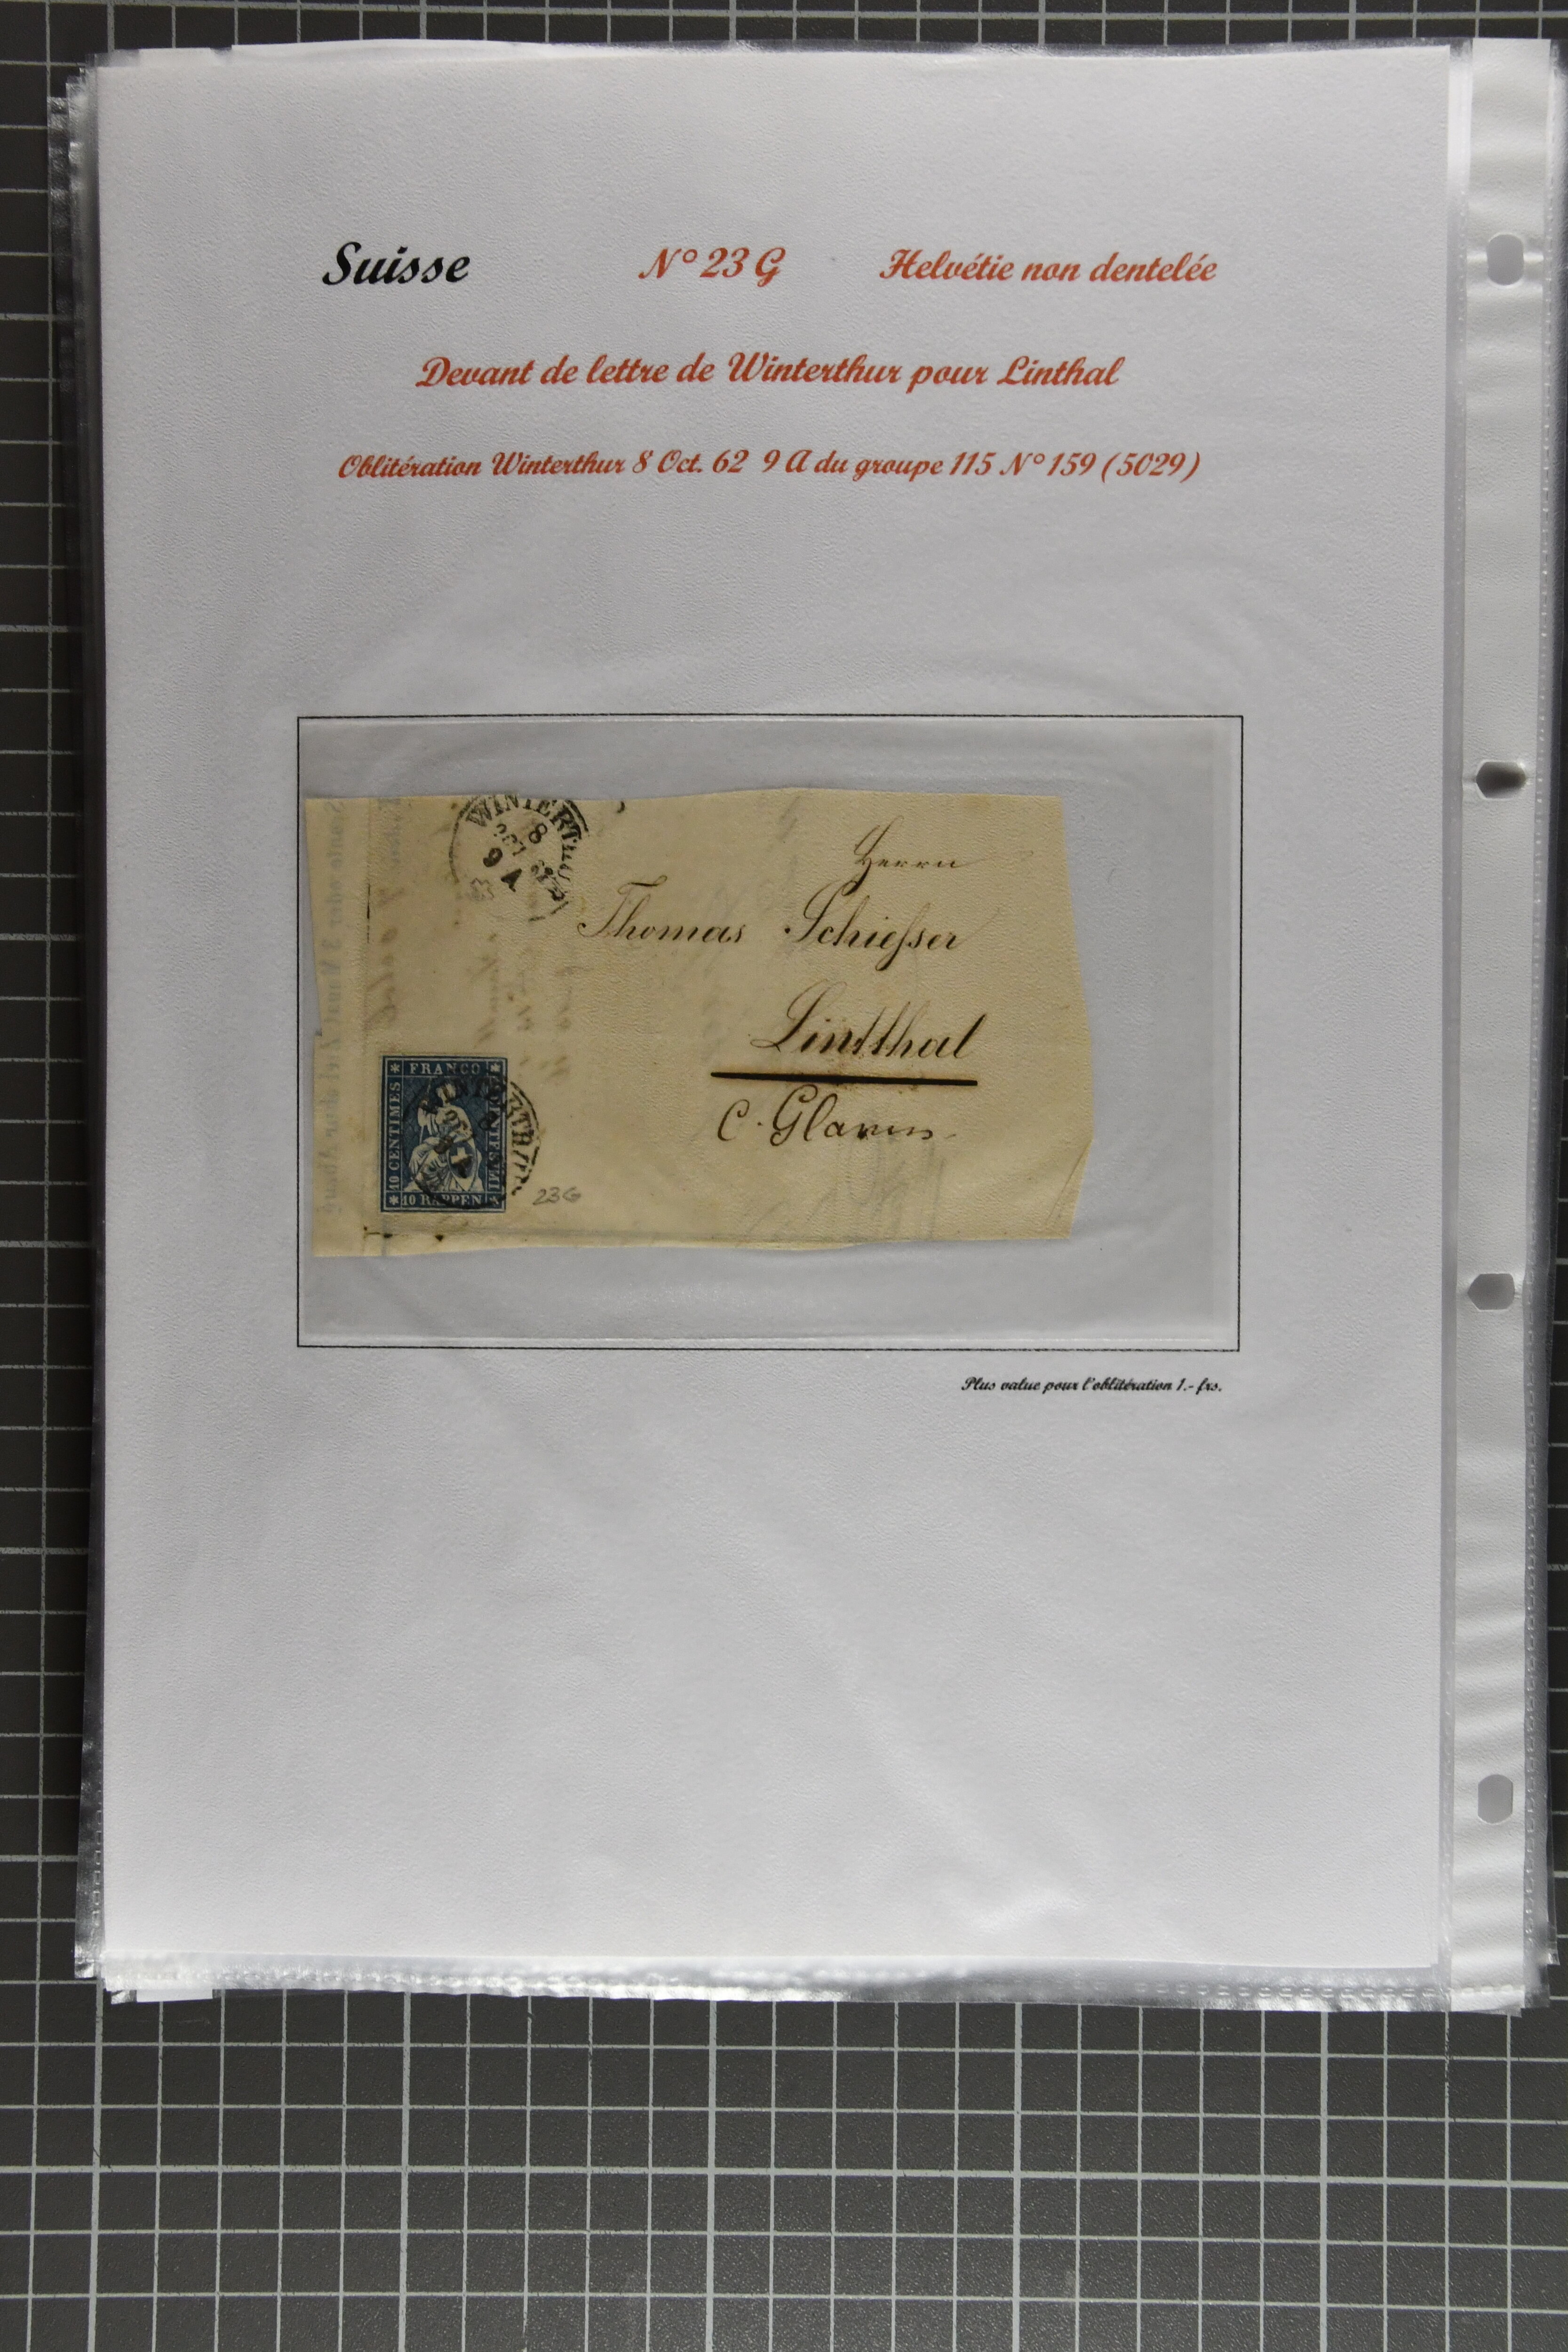 Suisse N° 23 G Helvétie non dentelée
Devant de lettre de Winterthur pour Linthal
Oblitération Winterthur 8 Oct. 62 9 A du groupe 115 N° 159 (5029)
WINTERTHUR
8
9 A
Herrn
Thomas Schiesser
Lintthal
C. Glarus
FRANCO
10 CENTIMES
10 RAPPEN
23G
Plus value pour l'oblitération 1.- frs.